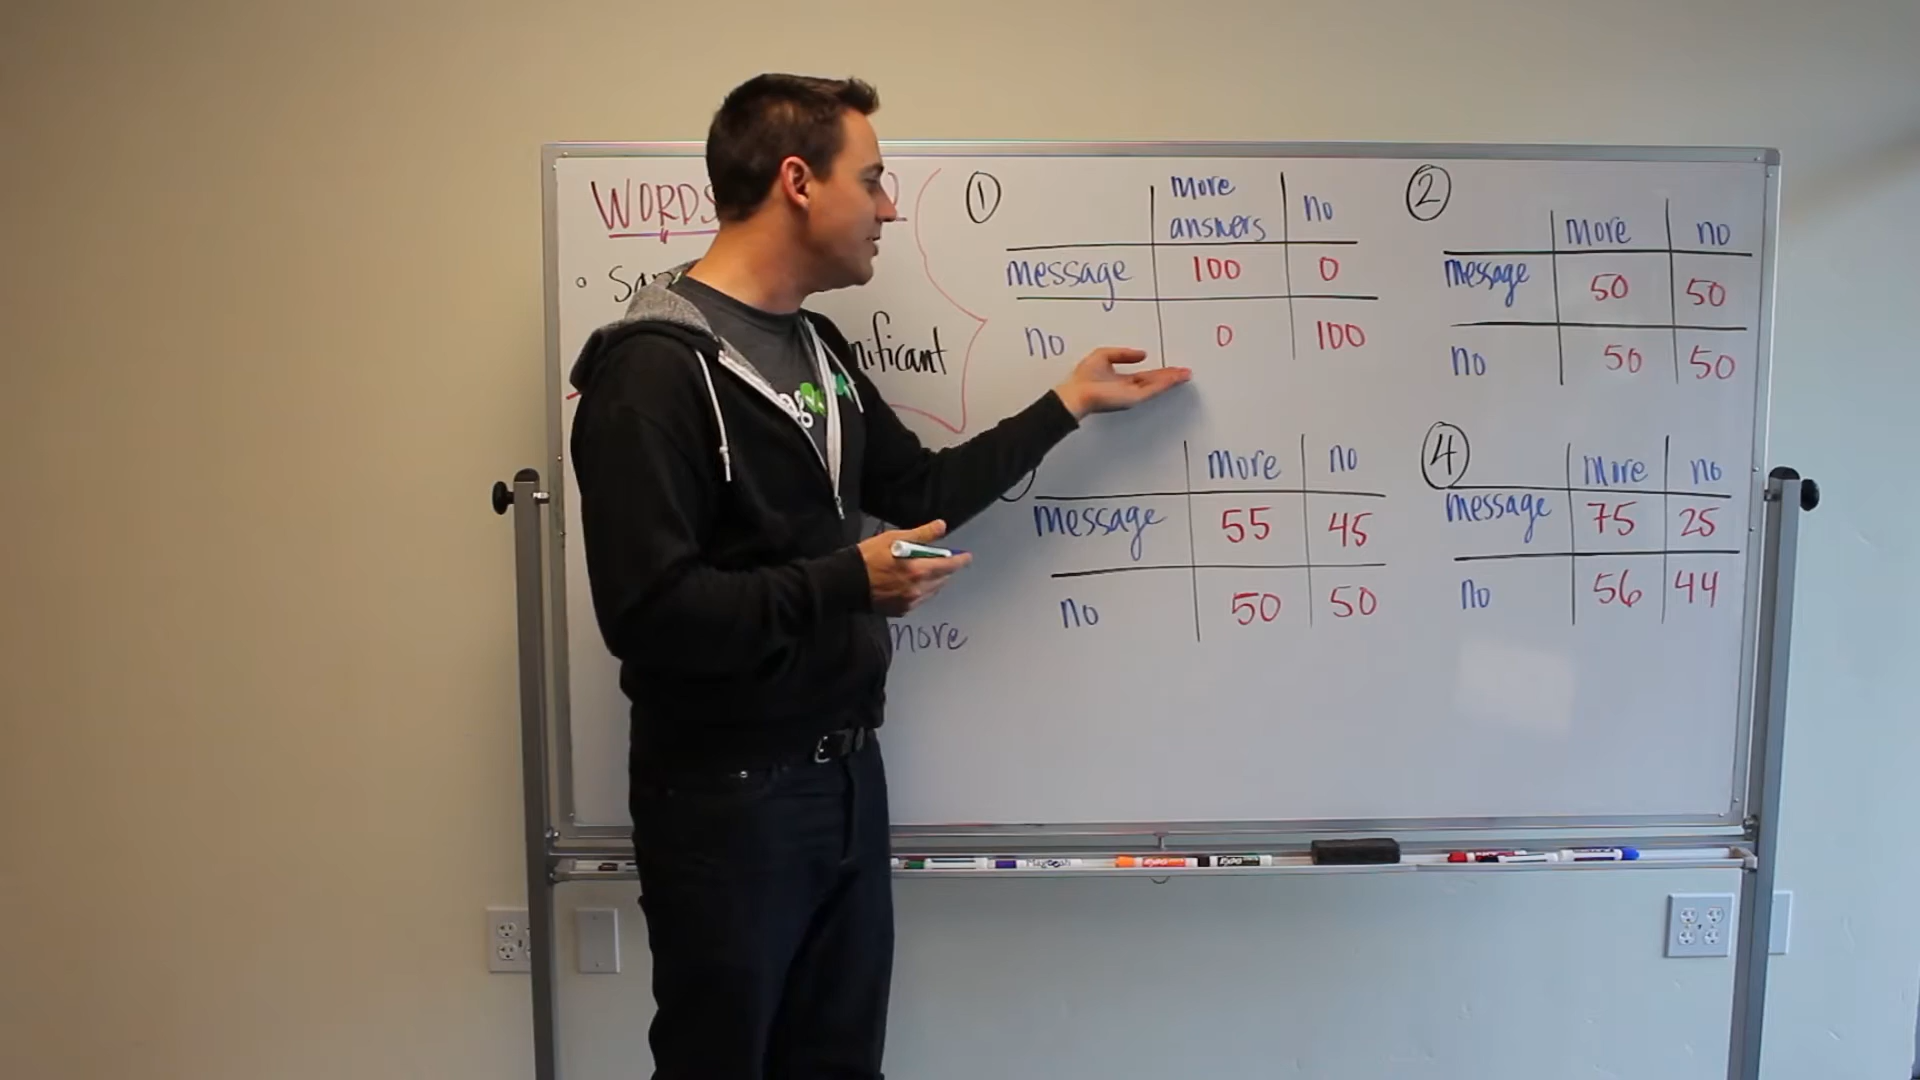 WORDS
①
more
answers
no
message 100 0
no 0 100
②
more no
message 50 50
no 50 50
more no
message 55 45
no 50 50
④
more no
message 75 25
no 56 44
more